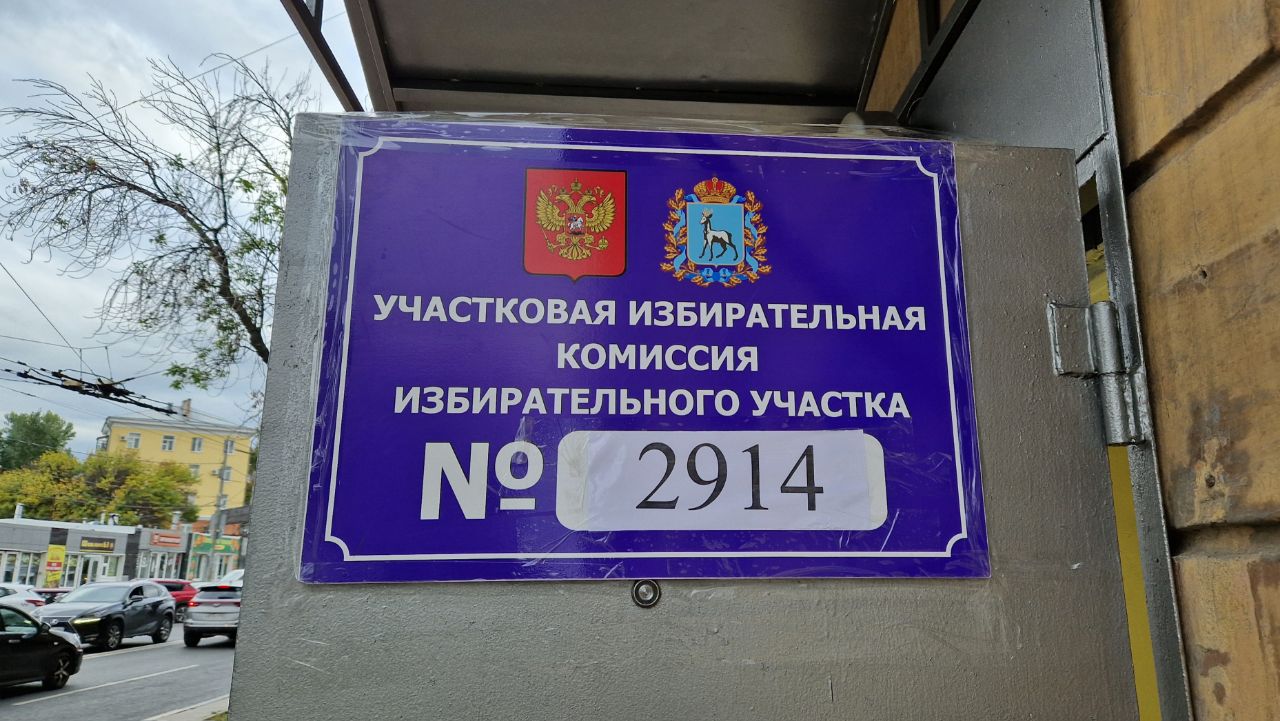 УЧАСТКОВАЯ ИЗБИРАТЕЛЬНАЯ
КОМИССИЯ
ИЗБИРАТЕЛЬНОГО УЧАСТКА
№ 2914